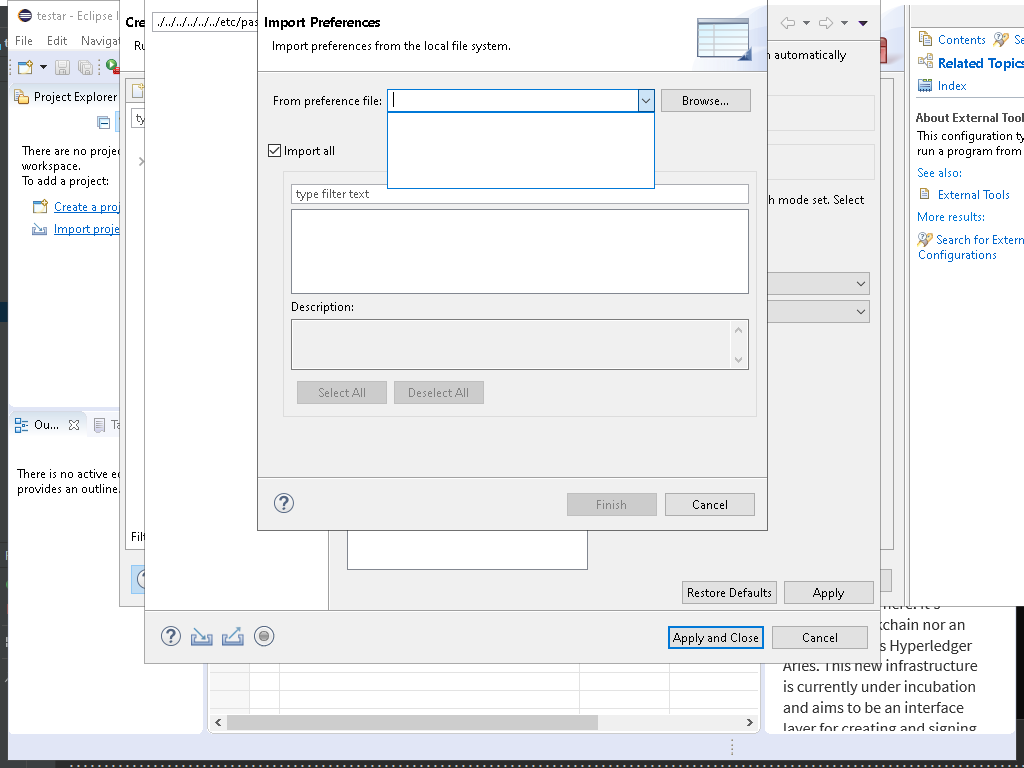 testar - Eclipse I
File Edit Navigat
Project Explorer
There are no proje
workspace.
To add a project:
Create a proj
Import proje
Ou...
Ta
There is no active ed
provides an outline.
Cre
Ru
ty
Filt
./../../../../../etc/pas
Import Preferences
Import preferences from the local file system.
From preference file:
Browse...
Import all
type filter text
Description:
Select All
Deselect All
Finish
Cancel
automatically
h mode set. Select
Restore Defaults
Apply
Apply and Close
Cancel
Contents
Se
Related Topics
Index
About External Tool
This configuration ty
run a program from
See also:
External Tools
More results:
Search for Extern
Configurations
here. It's
kchain nor an
s Hyperledger
Aries. This new infrastructure
is currently under incubation
and aims to be an interface
layer for creating and signing